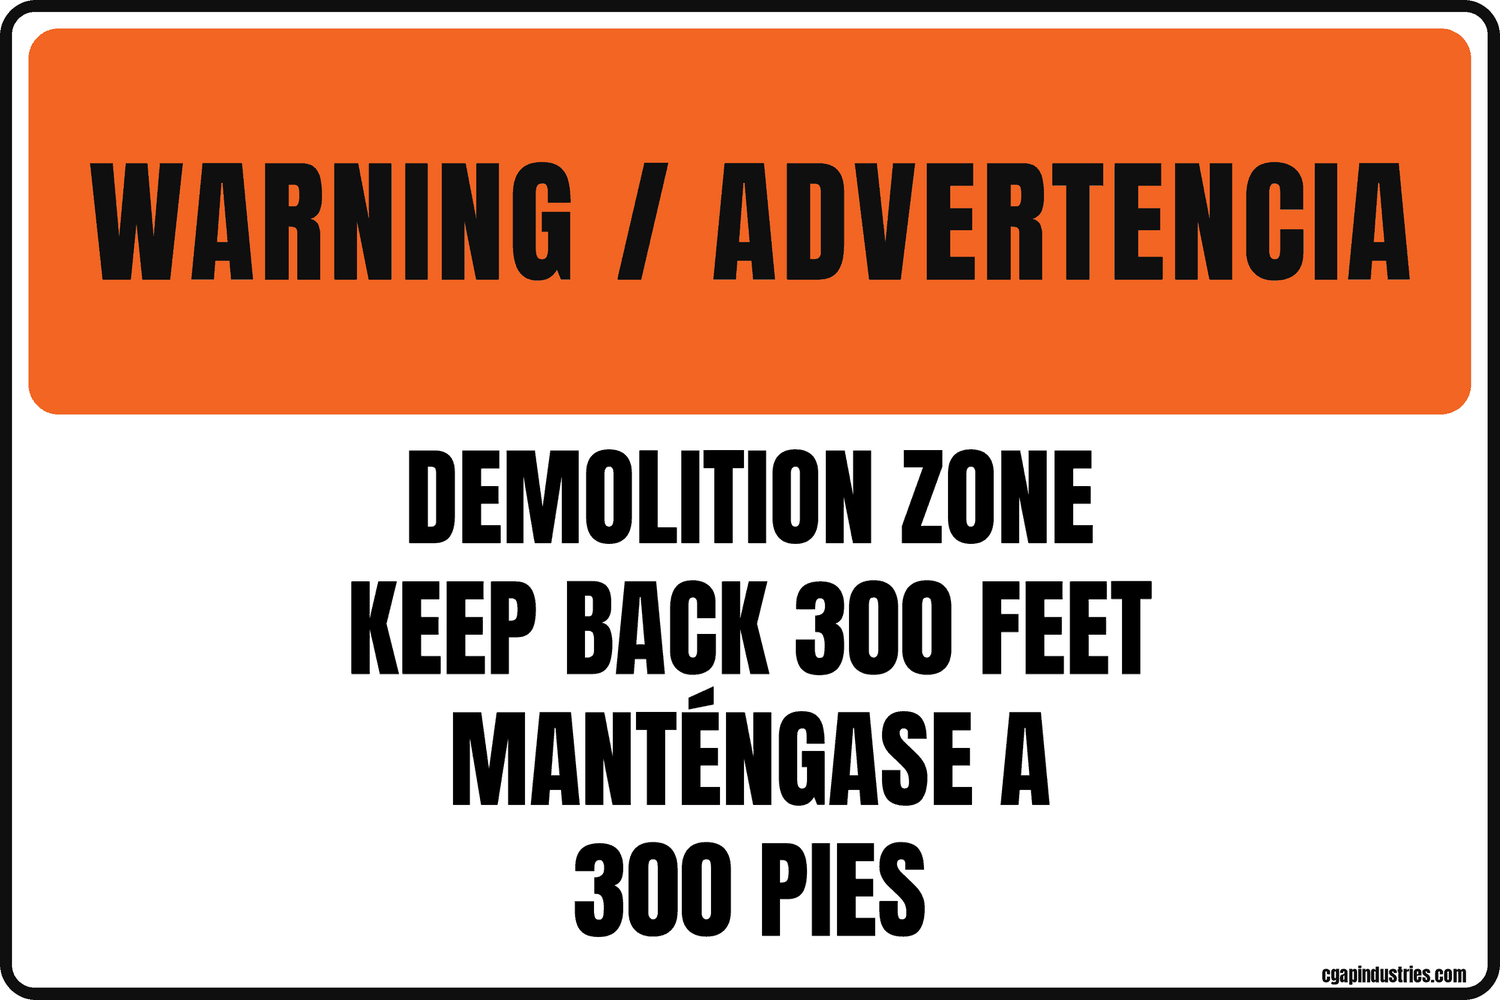 WARNING / ADVERTENCIA
DEMOLITION ZONE
KEEP BACK 300 FEET
MANTÉNGASE A
300 PIES
cgapindustries.com